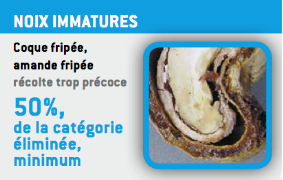 NOIX IMMATURES
Coque fripée,
amande fripée
récolte trop précoce
50%,
de la catégorie
éliminée,
minimum